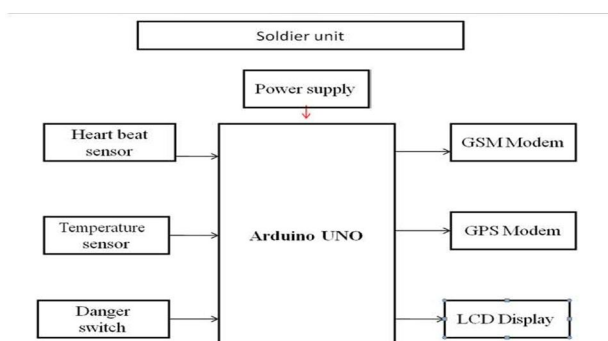 Soldier unit
Power supply
Heart beat
sensor
GSM Modem
Temperature
sensor
Arduino UNO
GPS Modem
Danger
switch
LCD Display